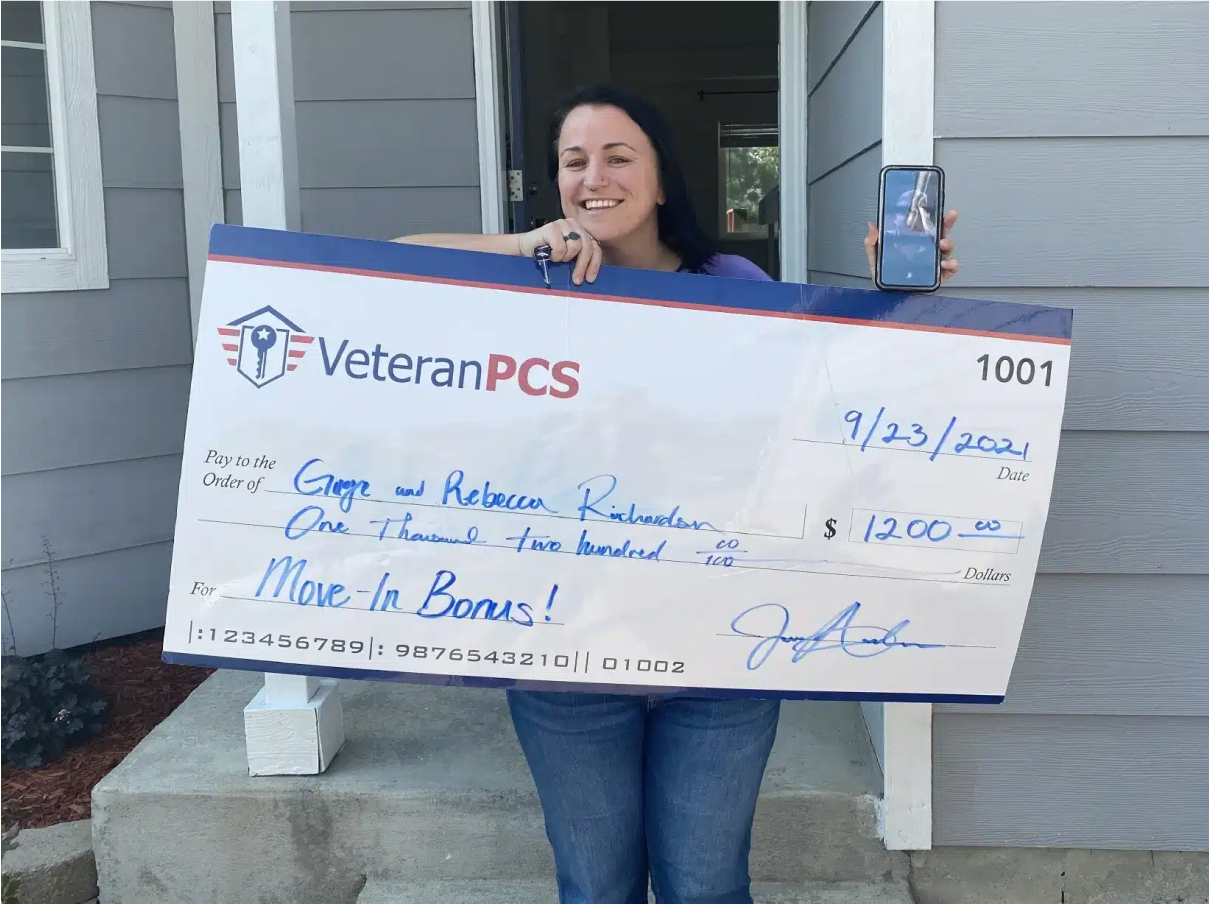 VeteranPCS
1001
9/23/2021
Date
Pay to the
Order of George and Rebecca Richardson
$ 1200.00
One Thousand two hundred 00/100
Dollars
For Move-In Bonus!
|:123456789|: 9876543210|| 01002